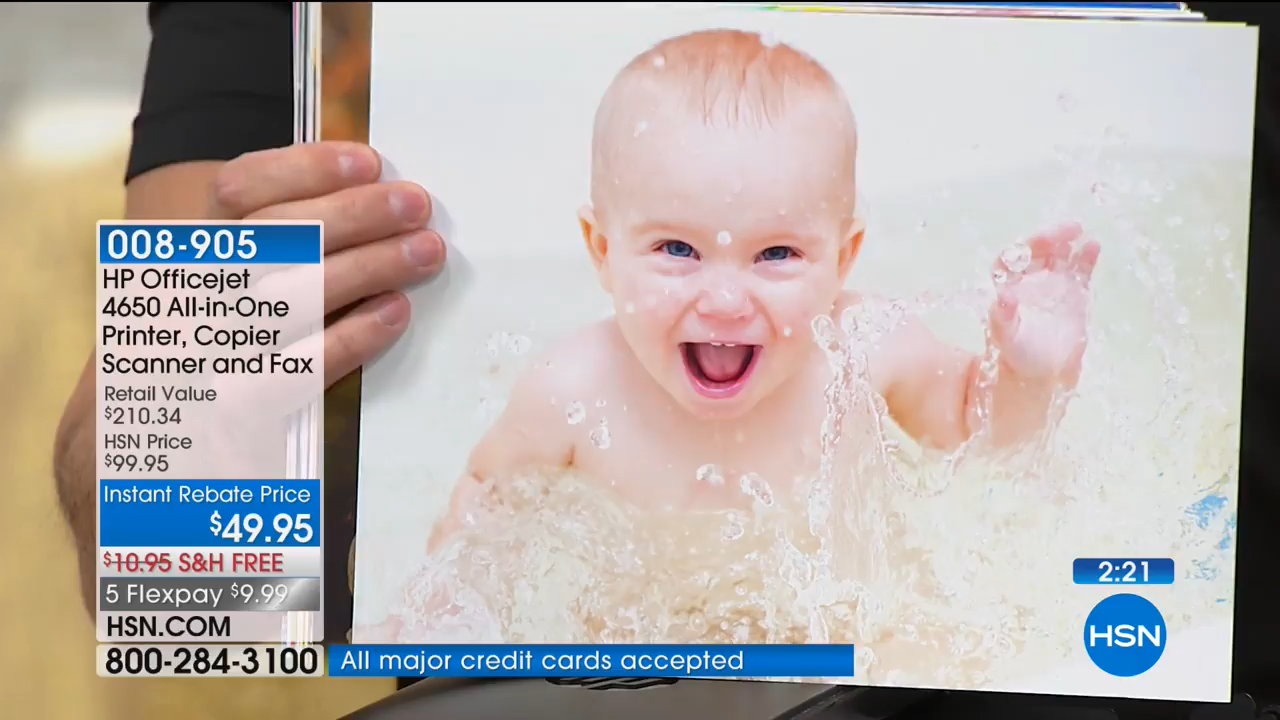 008-905
HP Officejet
4650 All-in-One
Printer, Copier
Scanner and Fax
Retail Value
$210.34
HSN Price
$99.95
Instant Rebate Price
$49.95
$10.95 S&H FREE
5 Flexpay $9.99
HSN.COM
800-284-3100
All major credit cards accepted
2:21
HSN